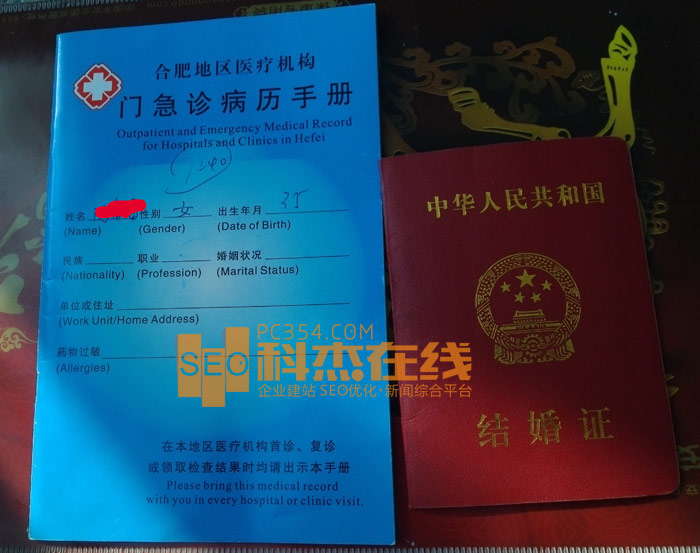 合肥地区医疗机构
门急诊病历手册
Outpatient and Emergency Medical Record
for Hospitals and Clinics in Hefei
姓名 性别 女 出生年月 35
(Name) (Gender) (Date of Birth)
民族 职业 婚姻状况
(Nationality) (Profession) (Marital Status)
单位或住址
(Work Unit/Home Address)
药物过敏
(Allergies)
在本地区医疗机构首诊、复诊
或领取检查结果时均请出示本手册
Please bring this medical record
with you in every hospital or clinic visit.
中华人民共和国
结婚证
PC354.COM
SEO科杰在线
企业建站 SEO优化·新闻综合平台